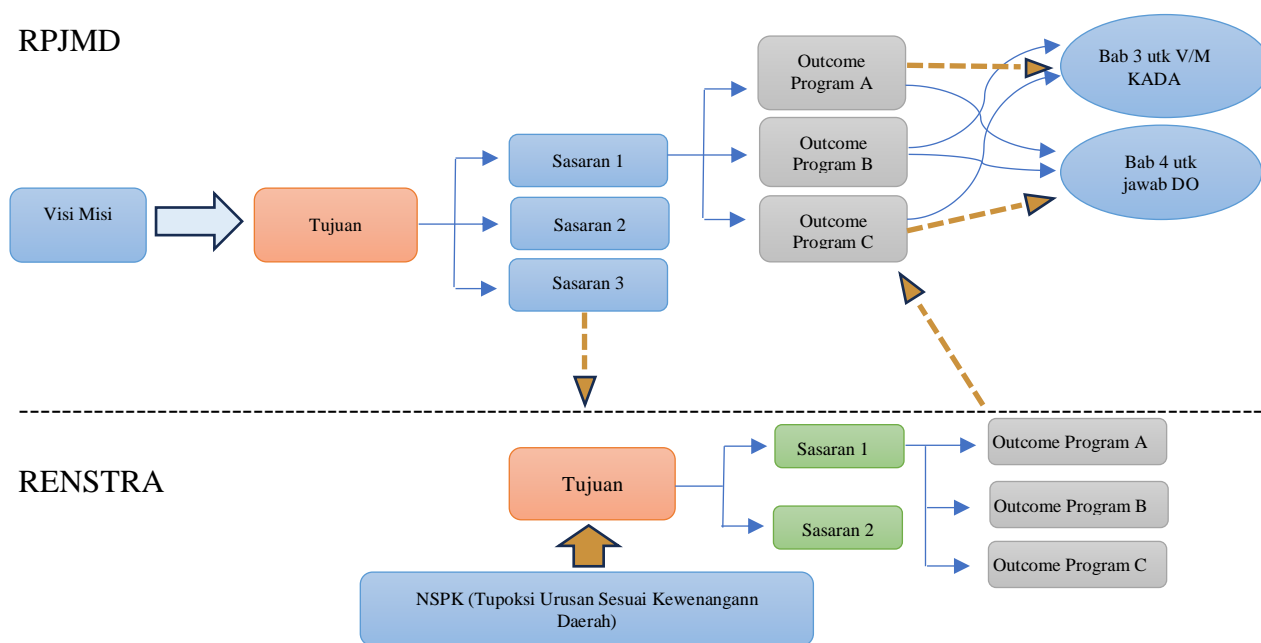 RPJMD
Visi Misi
Tujuan
Sasaran 1
Sasaran 2
Sasaran 3
Outcome
Program A
Outcome
Program B
Outcome
Program C
Bab 3 utk V/M
KADA
Bab 4 utk
jawab DO
RENSTRA
Tujuan
NSPK (Tupoksi Urusan Sesuai Kewenangann
Daerah)
Sasaran 1
Sasaran 2
Outcome Program A
Outcome Program B
Outcome Program C